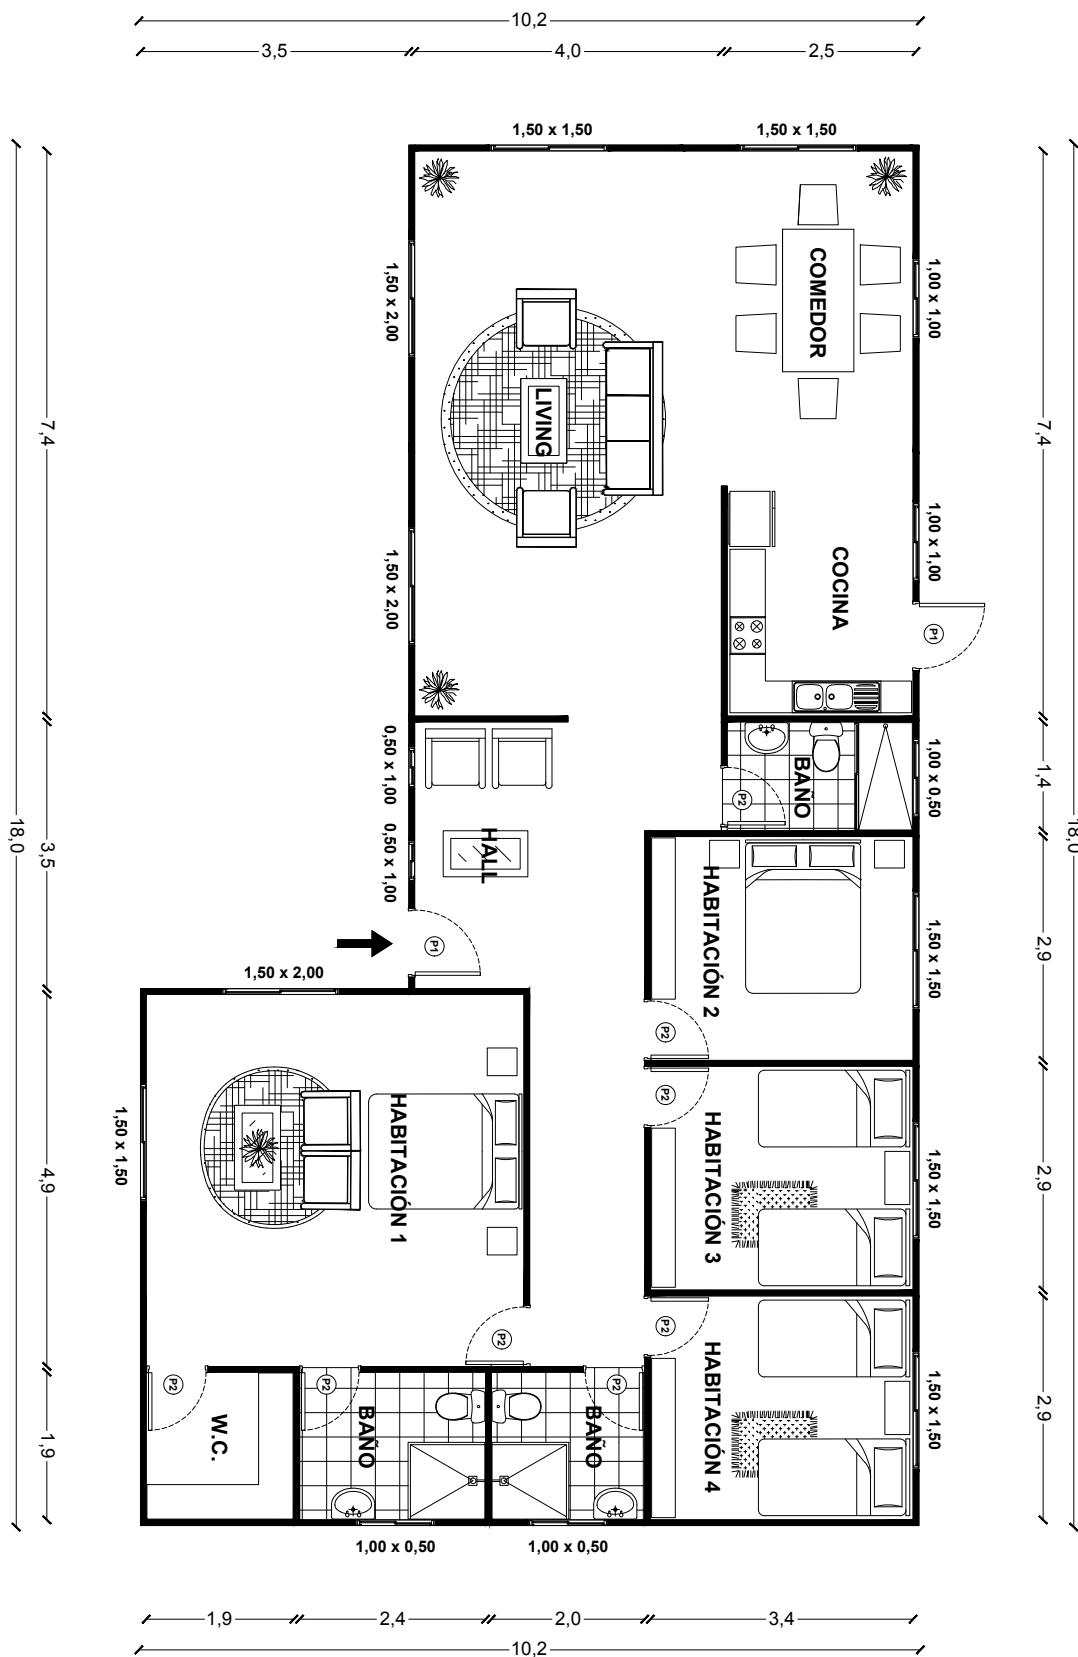 10,2
3,5
4,0
2,5
1,50 x 1,50
1,50 x 1,50
COMEDOR
1,00 x 1,00
1,50 x 2,00
LIVING
7,4
7,4
1,00 x 1,00
COCINA
1,50 x 2,00
P1
0,50 x 1,00
1,00 x 0,50
BAÑO
1,4
P2
18,0
18,0
3,5
HALL
0,50 x 1,00
HABITACIÓN 2
1,50 x 1,50
2,9
P1
1,50 x 2,00
P2
P2
1,50 x 1,50
HABITACIÓN 1
HABITACIÓN 3
1,50 x 1,50
4,9
2,9
P2
P2
P2
P2
P2
HABITACIÓN 4
1,50 x 1,50
2,9
W.C.
BAÑO
BAÑO
1,9
1,00 x 0,50
1,00 x 0,50
1,9
2,4
2,0
3,4
10,2